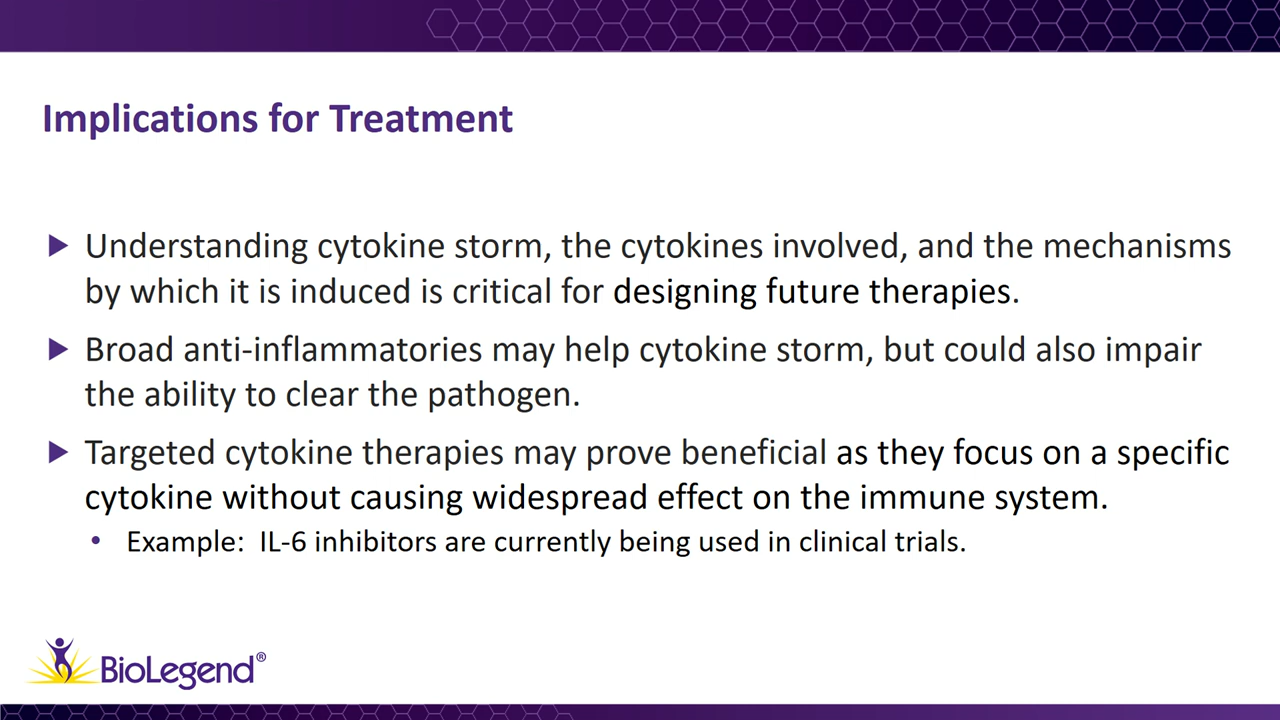 Implications for Treatment
Understanding cytokine storm, the cytokines involved, and the mechanisms
by which it is induced is critical for designing future therapies.
Broad anti-inflammatories may help cytokine storm, but could also impair
the ability to clear the pathogen.
Targeted cytokine therapies may prove beneficial as they focus on a specific
cytokine without causing widespread effect on the immune system.
• Example:  IL-6 inhibitors are currently being used in clinical trials.
BioLegend®